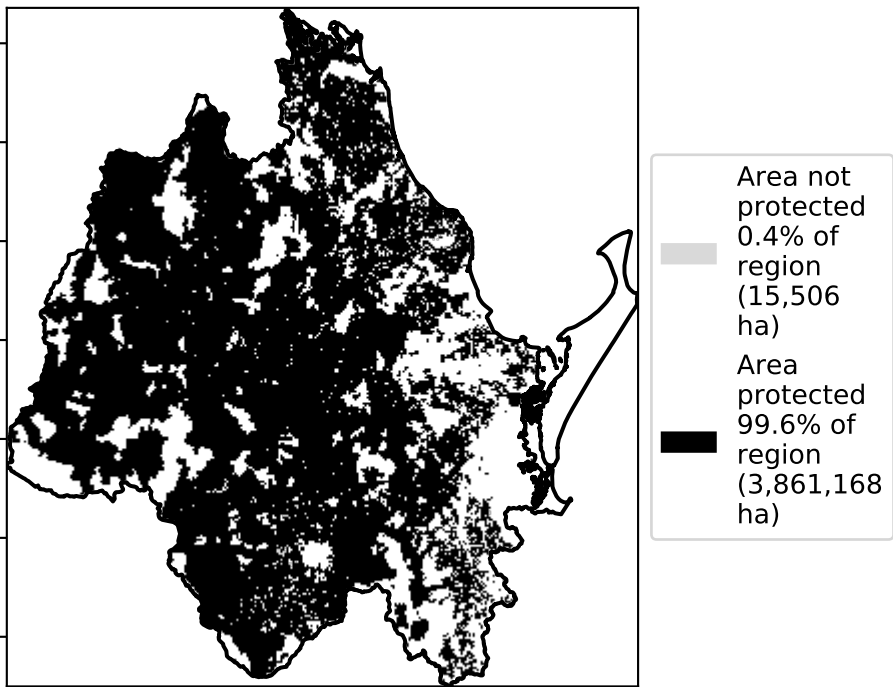 Area not
protected
0.4% of
region
(15,506
ha)
Area
protected
99.6% of
region
(3,861,168
ha)